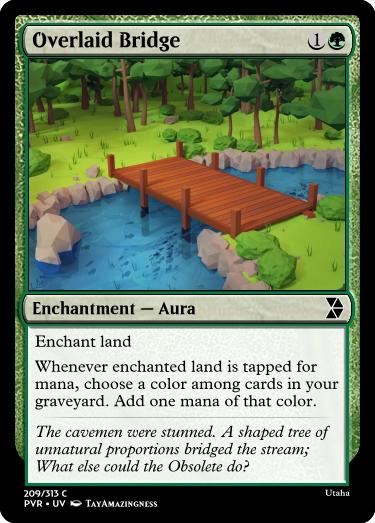 Overlaid Bridge 1
Enchantment — Aura
Enchant land
Whenever enchanted land is tapped for
mana, choose a color among cards in your
graveyard. Add one mana of that color.
The cavemen were stunned. A shaped tree of
unnatural proportions bridged the stream;
What else could the Obsolete do?
209/313 C
PVR • UV TayAmazingness
Utaha